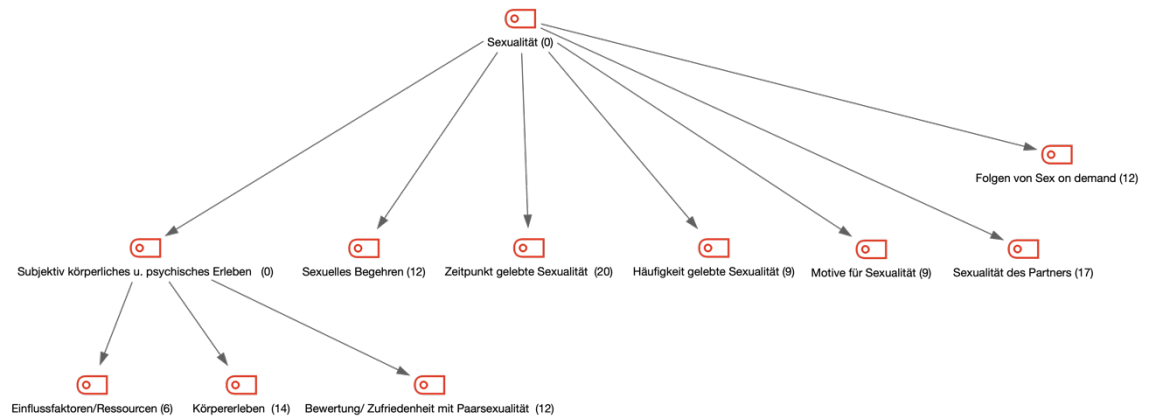 Sexualität (0)
Folgen von Sex on demand (12)
Subjektiv körperliches u. psychisches Erleben (0)
Sexuelles Begehren (12)
Zeitpunkt gelebte Sexualität (20)
Häufigkeit gelebte Sexualität (9)
Motive für Sexualität (9)
Sexualität des Partners (17)
Einflussfaktoren/Ressourcen (6)
Körpererleben (14)
Bewertung/ Zufriedenheit mit Paarsexualität (12)